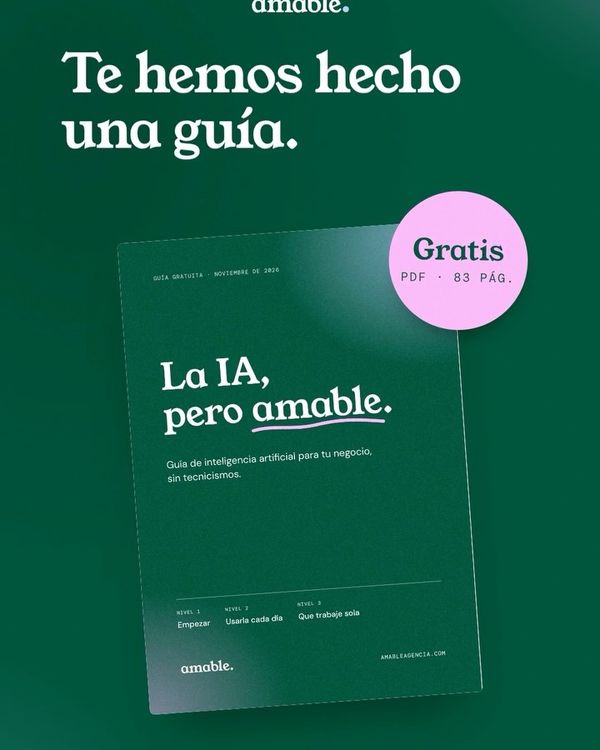 amable.
Te hemos hecho
una guía.
Gratis
PDF · 83 PÁG.
GUÍA GRATUITA · NOVIEMBRE DE 2026
La IA,
pero amable.
Guía de inteligencia artificial para tu negocio,
sin tecnicismos.
NIVEL 1
Empezar
NIVEL 2
Usarla cada día
NIVEL 3
Que trabaje sola
amable.
AMABLEAGENCIA.COM